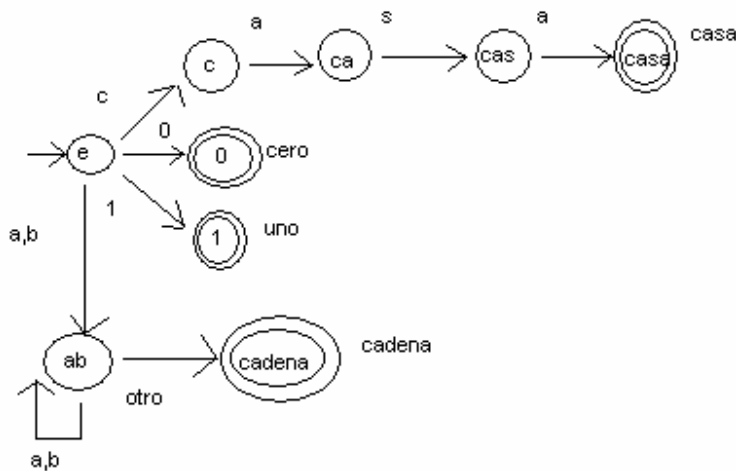 a s a casa
c ca cas casa
c
0
e 0 cero
1 uno
a,b 1
ab cadena cadena
otro
a,b